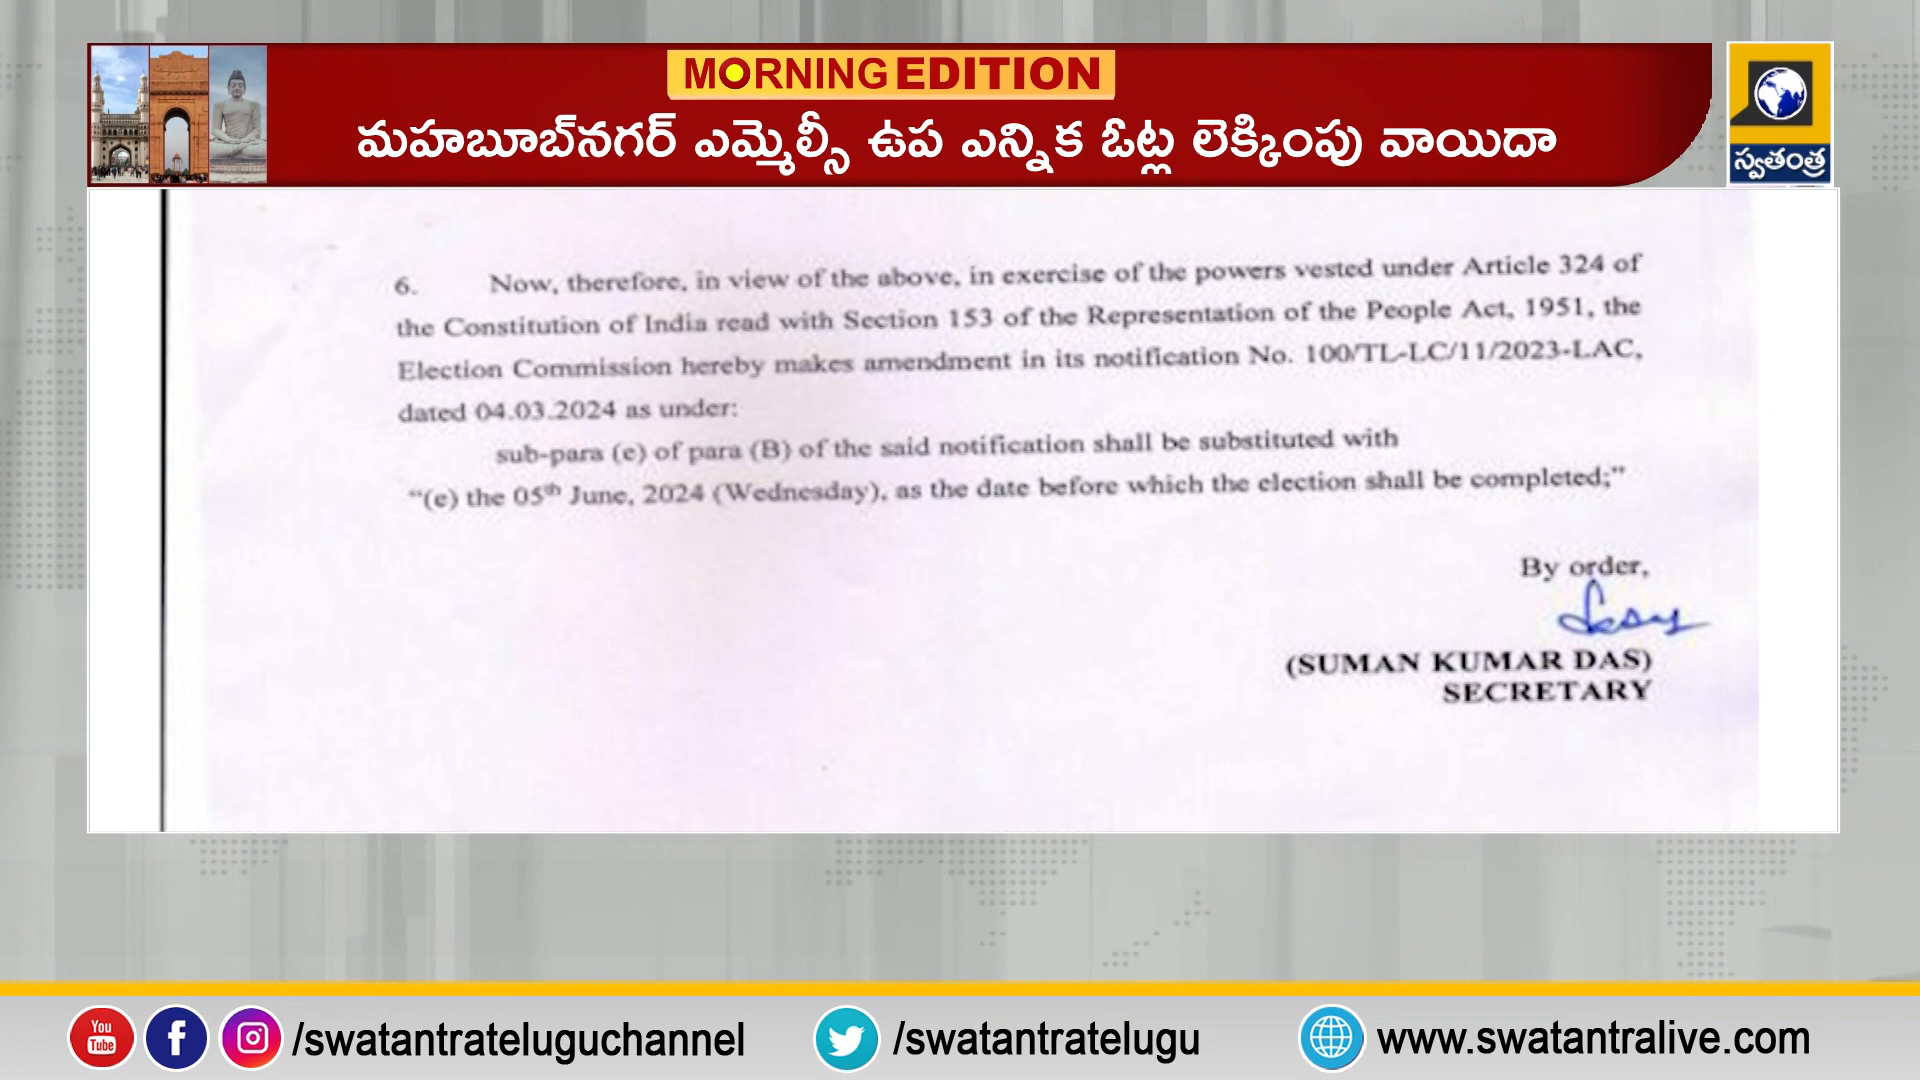 MORNING EDITION
మహబూబ్‌నగర్ ఎమ్మెల్సీ ఉప ఎన్నిక ఓట్ల లెక్కింపు వాయిదా
స్వతంత్ర
6. Now, therefore, in view of the above, in exercise of the powers vested under Article 324 of
the Constitution of India read with Section 153 of the Representation of the People Act, 1951, the
Election Commission hereby makes amendment in its notification No. 100/TL-LC/11/2023-LAC,
dated 04.03.2024 as under:
sub-para (e) of para (B) of the said notification shall be substituted with
“(e) the 05th June, 2024 (Wednesday), as the date before which the election shall be completed;”
By order,
(SUMAN KUMAR DAS)
SECRETARY
You Tube
/swatantrateluguchannel
/swatantratelugu
www.swatantralive.com